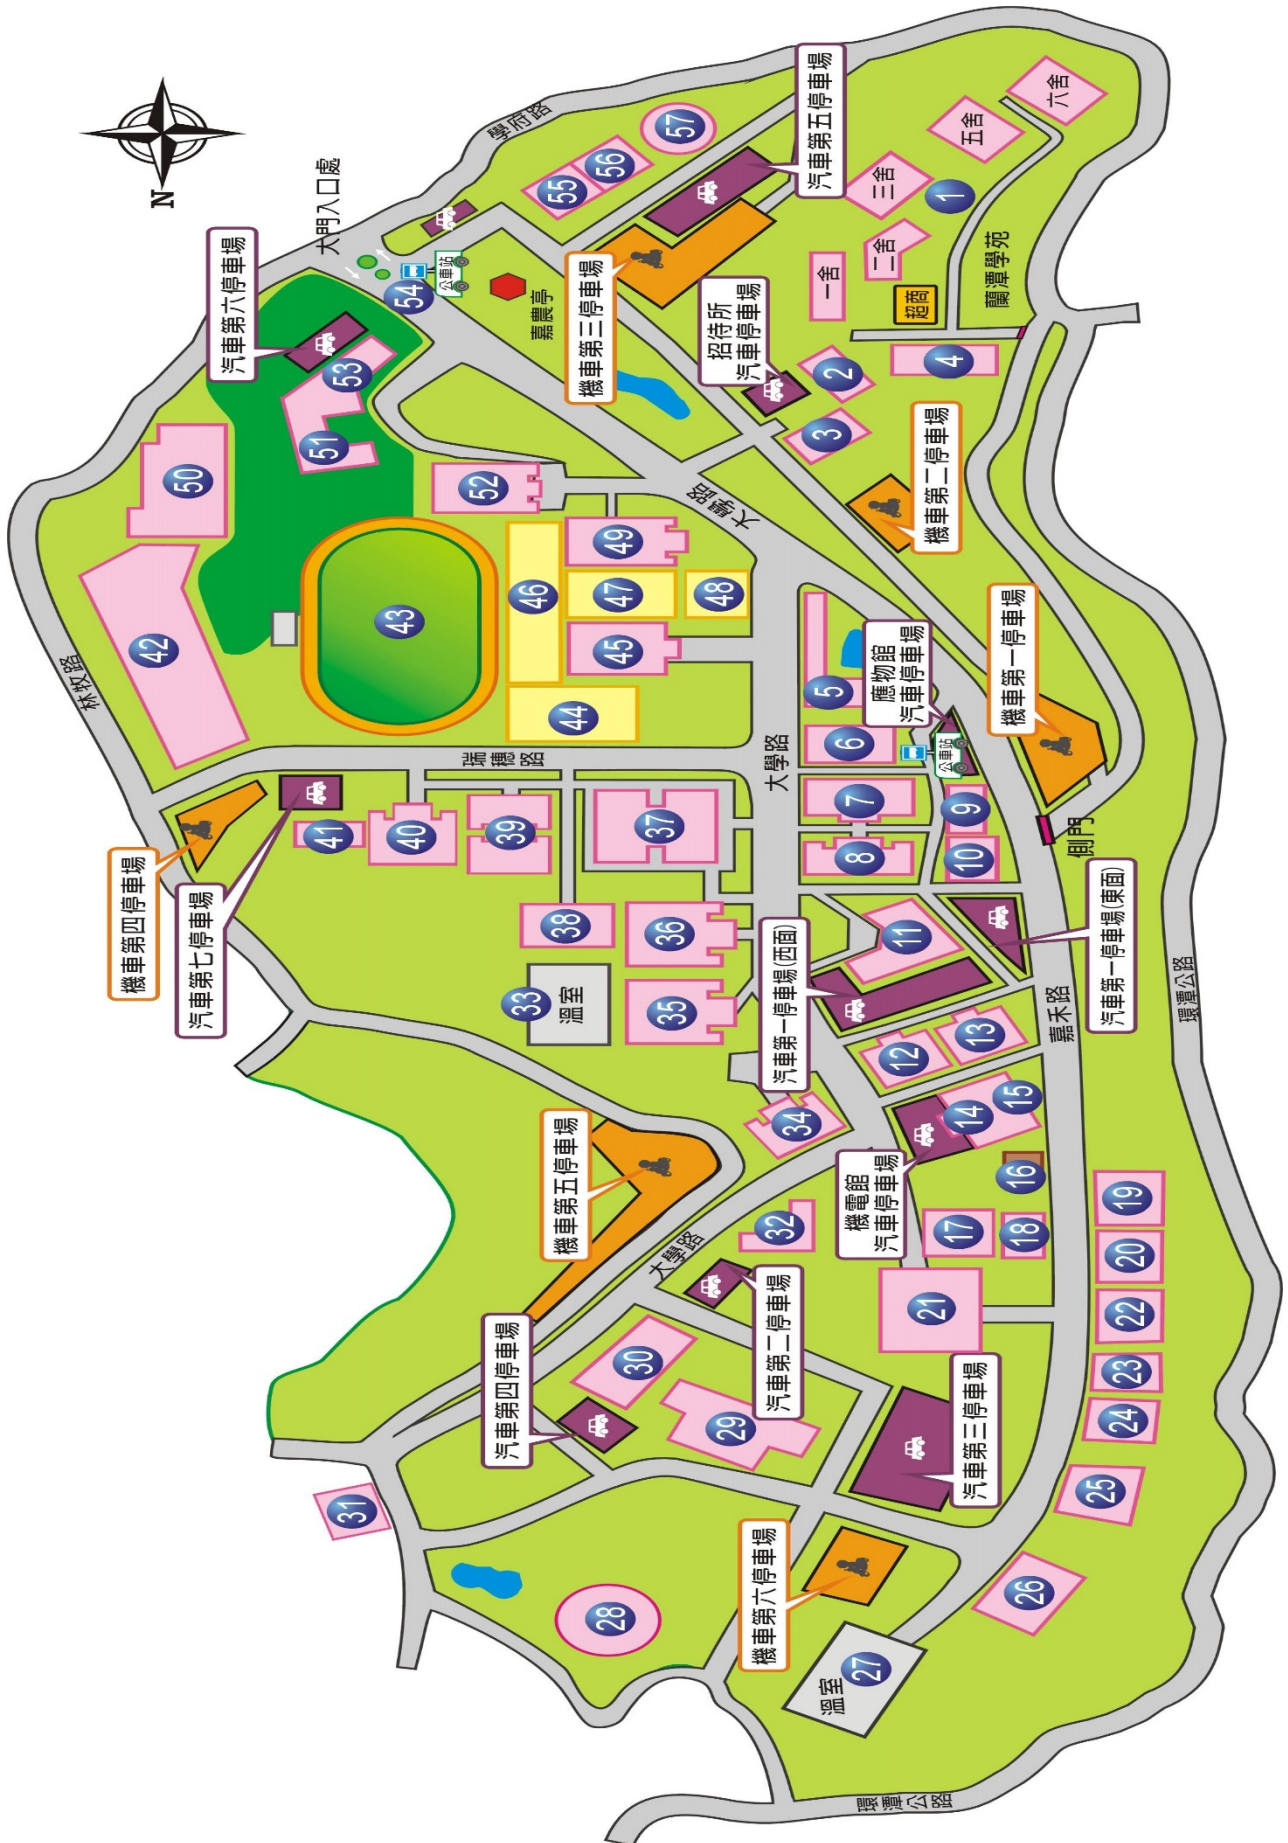 N
大門入口處
學府路
汽車第六停車場
汽車第五停車場
57
56
55
公車站
54
嘉農亭
機車第三停車場
招待所
汽車停車場
一舍
二舍
三舍
五舍
六舍
1
超商
蘭潭學苑
2
3
4
機車第二停車場
機車第一停車場
53
51
50
52
大學路
49
46
47
48
43
45
44
42
林牧路
瑞穗路
大學路
5
應物館
汽車停車場
6
公車站
7
8
9
10
側門
機車第四停車場
汽車第七停車場
41
40
39
37
38
36
35
33
溫室
汽車第一停車場(西面)
11
汽車第一停車場(東面)
嘉禾路
環潭公路
12
13
14
15
16
機電館
汽車停車場
17
18
19
20
21
22
23
24
25
26
34
機車第五停車場
大學路
32
汽車第二停車場
汽車第四停車場
30
29
汽車第三停車場
31
28
機車第六停車場
溫室
27
環潭公路